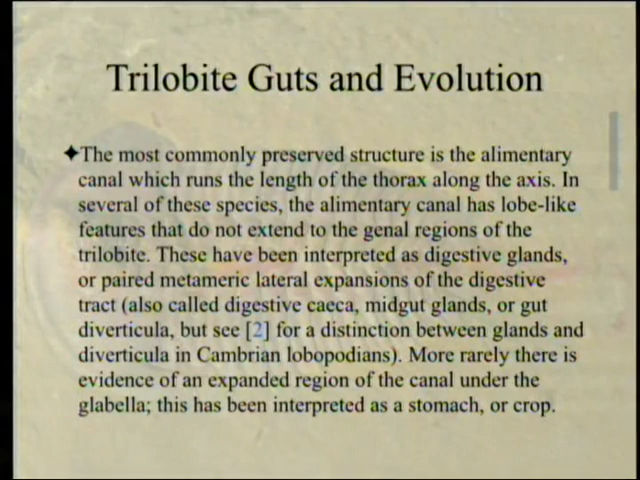 Trilobite Guts and Evolution
✦The most commonly preserved structure is the alimentary
canal which runs the length of the thorax along the axis. In
several of these species, the alimentary canal has lobe-like
features that do not extend to the genal regions of the
trilobite. These have been interpreted as digestive glands,
or paired metameric lateral expansions of the digestive
tract (also called digestive caeca, midgut glands, or gut
diverticula, but see [2] for a distinction between glands and
diverticula in Cambrian lobopodians). More rarely there is
evidence of an expanded region of the canal under the
glabella; this has been interpreted as a stomach, or crop.